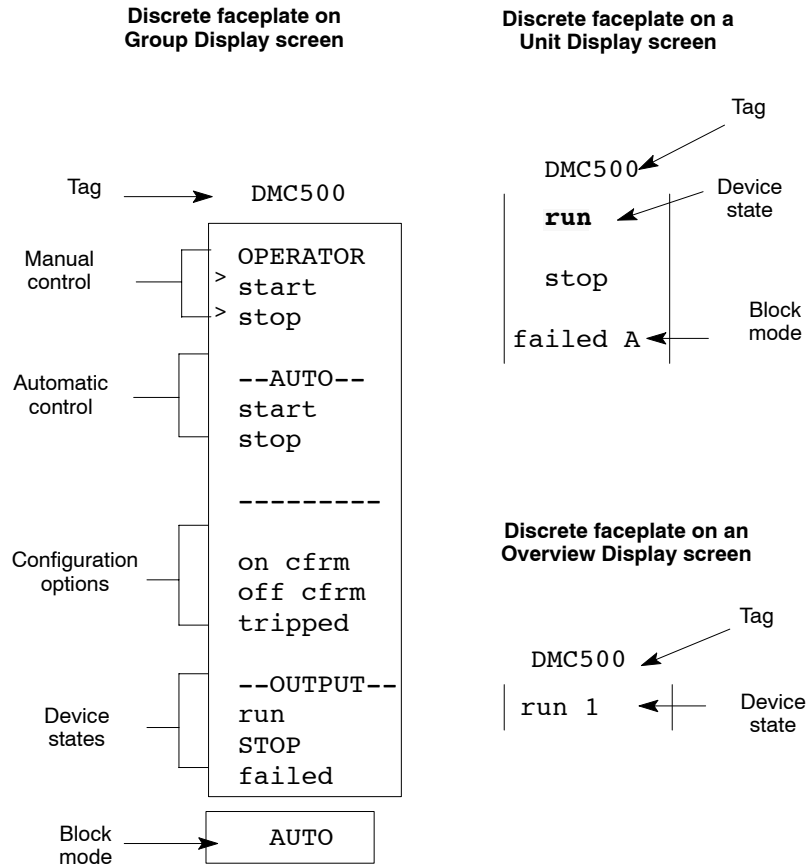 Discrete faceplate on
Group Display screen
Tag
DMC500
Manual
control
OPERATOR
> start
> stop
Automatic
control
--AUTO--
start
stop
---------
Configuration
options
on cfrm
off cfrm
tripped
Device
states
--OUTPUT--
run
STOP
failed
Block
mode
AUTO
Discrete faceplate on a
Unit Display screen
Tag
DMC500
Device
state
run
stop
Block
mode
failed A
Discrete faceplate on an
Overview Display screen
Tag
DMC500
run 1
Device
state